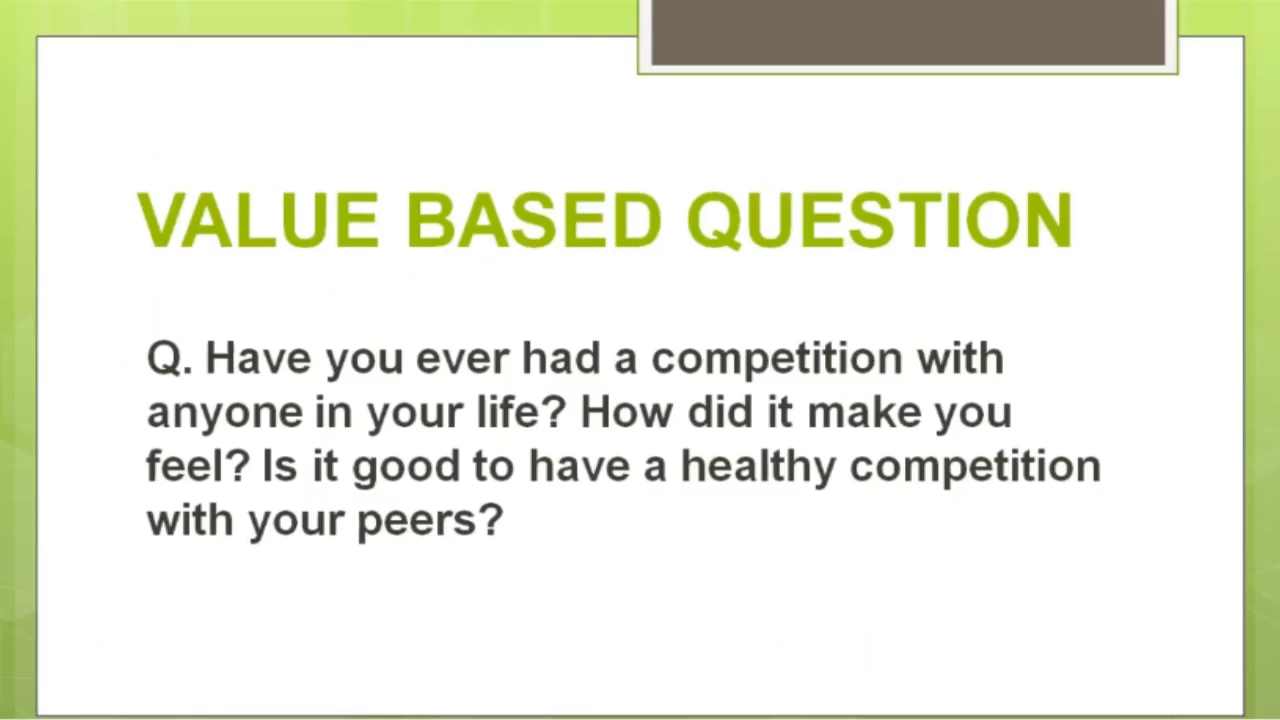 VALUE BASED QUESTION
Q. Have you ever had a competition with
anyone in your life? How did it make you
feel? Is it good to have a healthy competition
with your peers?